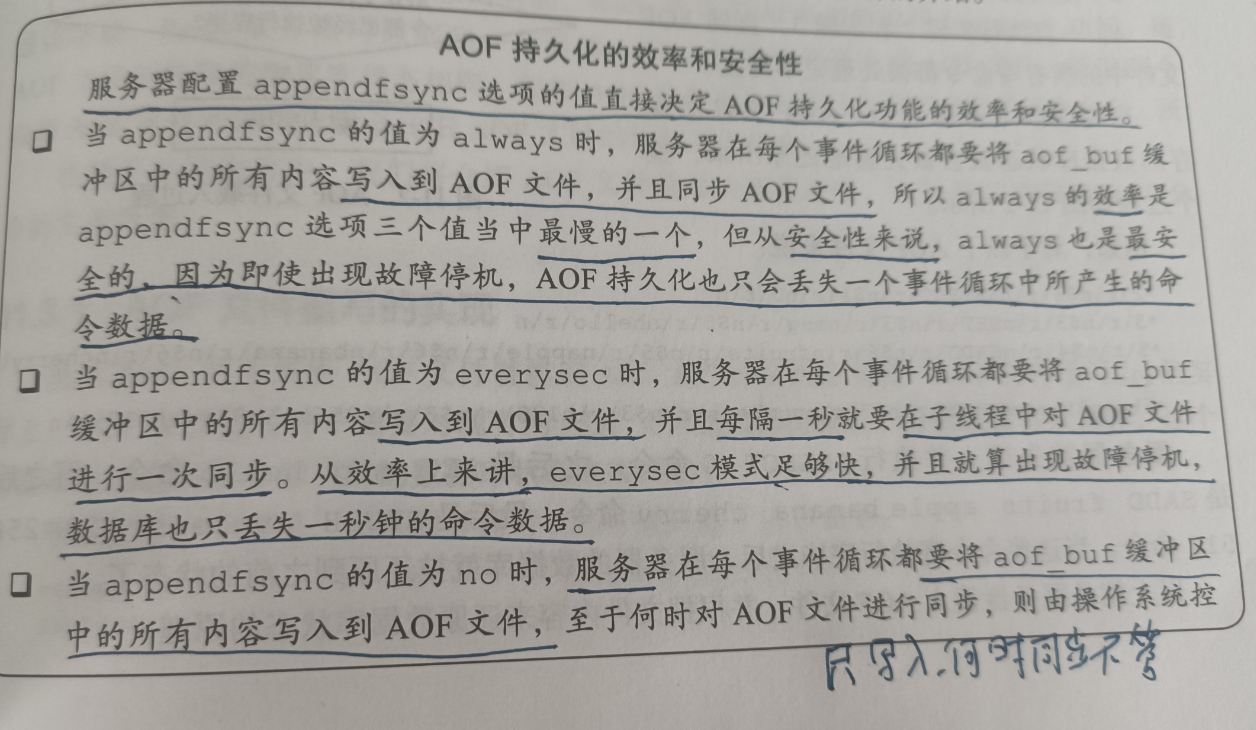 AOF 持久化的效率和安全性
服务器配置 appendfsync 选项的值直接决定 AOF 持久化功能的效率和安全性。
❑ 当 appendfsync 的值为 always 时，服务器在每个事件循环都要将 aof_buf 缓
冲区中的所有内容写入到 AOF 文件，并且同步 AOF 文件，所以 always 的效率是
appendfsync 选项三个值当中最慢的一个，但从安全性来说，always 也是最安
全的，因为即使出现故障停机，AOF 持久化也只会丢失一个事件循环中所产生的命
令数据。
❑ 当 appendfsync 的值为 everysec 时，服务器在每个事件循环都要将 aof_buf
缓冲区中的所有内容写入到 AOF 文件，并且每隔一秒就要在子线程中对 AOF 文件
进行一次同步。从效率上来讲，everysec 模式足够快，并且就算出现故障停机，
数据库也只丢失一秒钟的命令数据。
❑ 当 appendfsync 的值为 no 时，服务器在每个事件循环都要将 aof_buf 缓冲区
中的所有内容写入到 AOF 文件，至于何时对 AOF 文件进行同步，则由操作系统控
只写入,何时同步不管